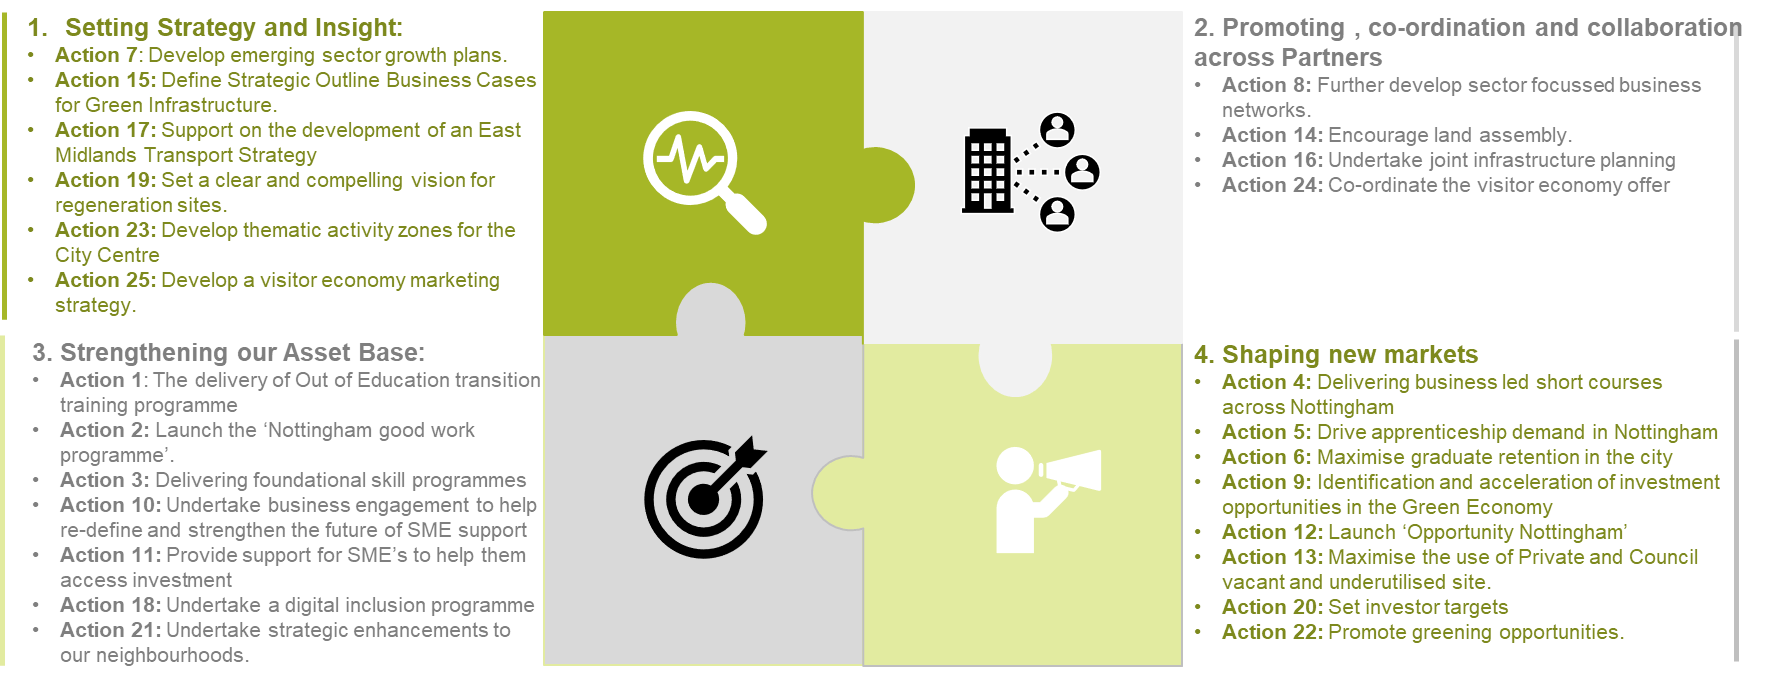 1. Setting Strategy and Insight:
• Action 7: Develop emerging sector growth plans.
• Action 15: Define Strategic Outline Business Cases
for Green Infrastructure.
• Action 17: Support on the development of an East
Midlands Transport Strategy
• Action 19: Set a clear and compelling vision for
regeneration sites.
• Action 23: Develop thematic activity zones for the
City Centre
• Action 25: Develop a visitor economy marketing
strategy.
2. Promoting , co-ordination and collaboration
across Partners
• Action 8: Further develop sector focussed business
networks.
• Action 14: Encourage land assembly.
• Action 16: Undertake joint infrastructure planning
• Action 24: Co-ordinate the visitor economy offer
3. Strengthening our Asset Base:
• Action 1: The delivery of Out of Education transition
training programme
• Action 2: Launch the ‘Nottingham good work
programme’.
• Action 3: Delivering foundational skill programmes
• Action 10: Undertake business engagement to help
re-define and strengthen the future of SME support
• Action 11: Provide support for SME’s to help them
access investment
• Action 18: Undertake a digital inclusion programme
• Action 21: Undertake strategic enhancements to
our neighbourhoods.
4. Shaping new markets
• Action 4: Delivering business led short courses
across Nottingham
• Action 5: Drive apprenticeship demand in Nottingham
• Action 6: Maximise graduate retention in the city
• Action 9: Identification and acceleration of investment
opportunities in the Green Economy
• Action 12: Launch ‘Opportunity Nottingham’
• Action 13: Maximise the use of Private and Council
vacant and underutilised site.
• Action 20: Set investor targets
• Action 22: Promote greening opportunities.